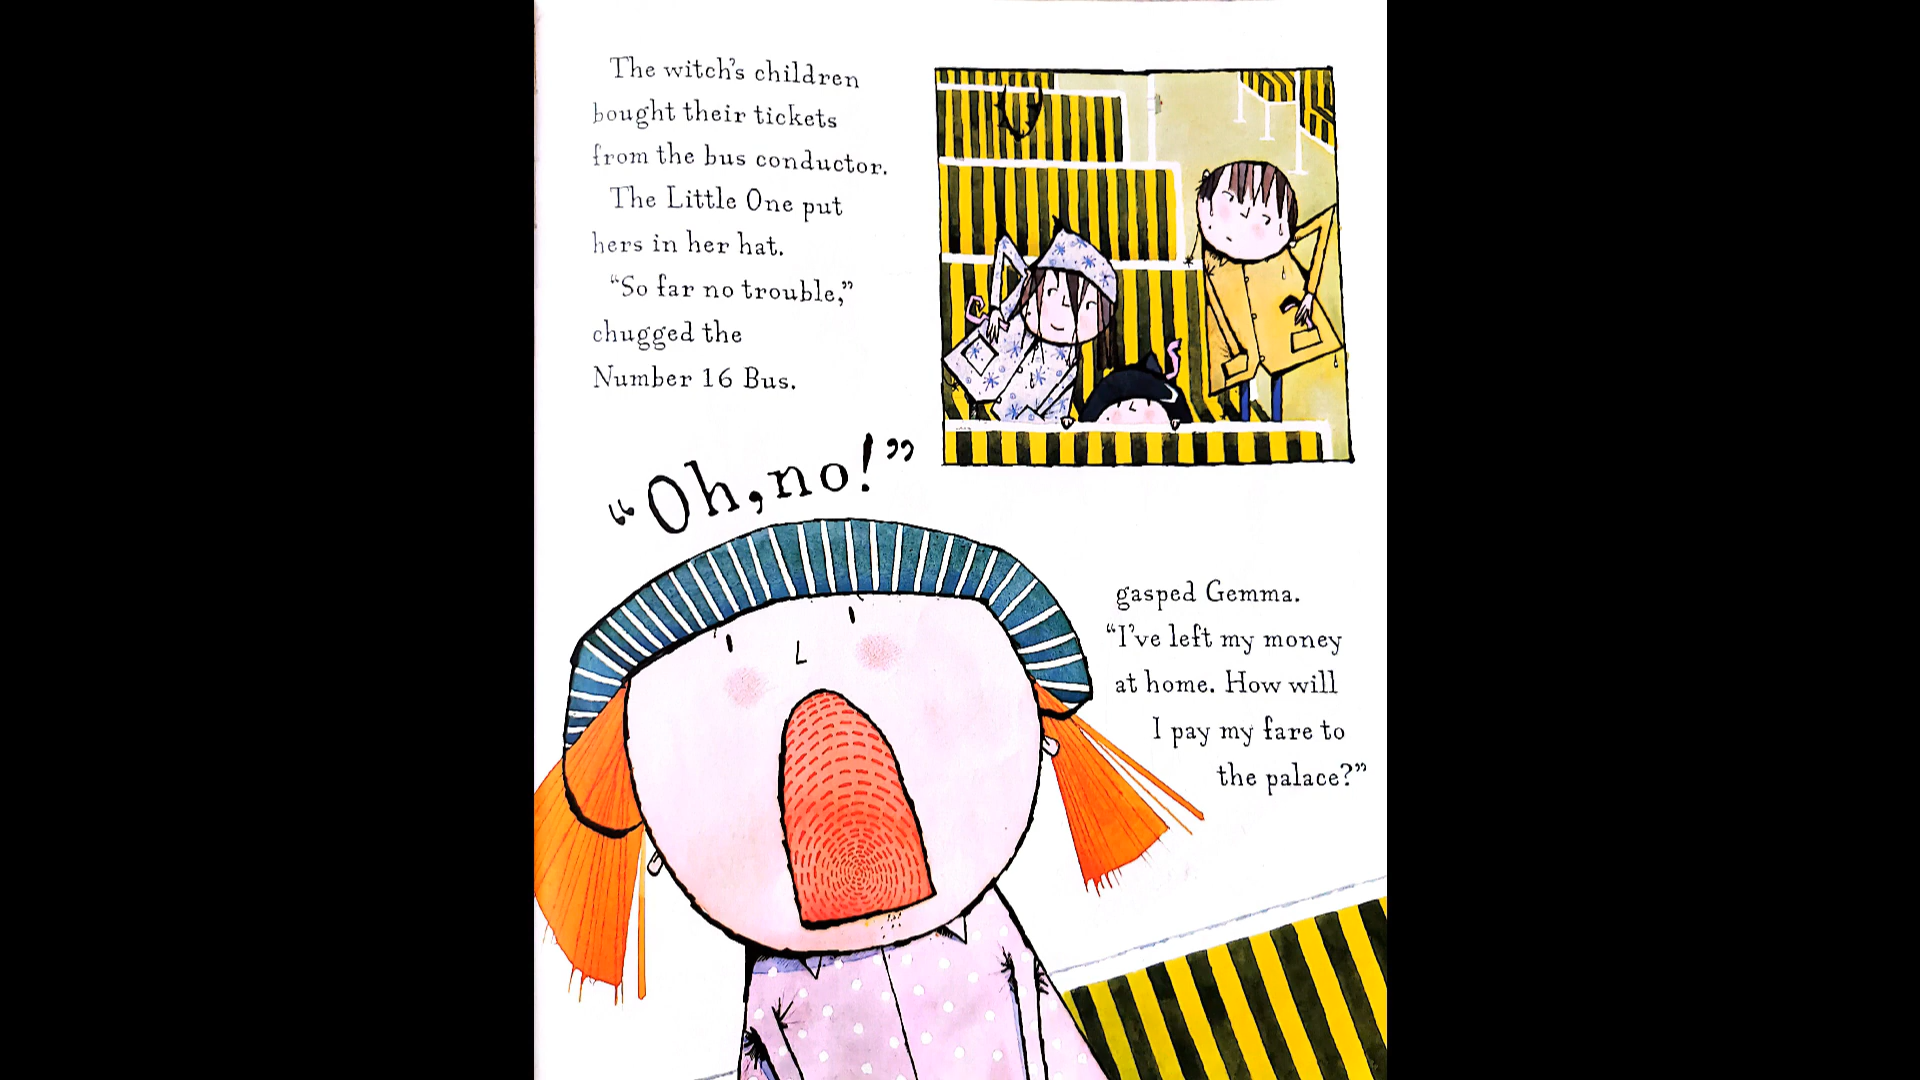 The witch's children
bought their tickets
from the bus conductor.
The Little One put
hers in her hat.
“So far no trouble,”
chugged the
Number 16 Bus.
“Oh, no!”
gasped Gemma.
“I've left my money
at home. How will
I pay my fare to
the palace?”